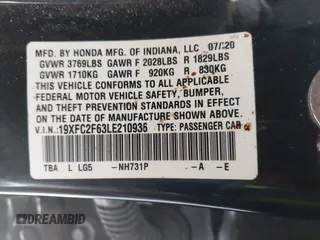 MFD. BY HONDA MFG. OF INDIANA, LLC 07/20
GVWR 3769LBS GAWR F 2028LBS R 1829LBS
GVWR 1710KG GAWR F 920KG R 830KG
THIS VEHICLE CONFORMS TO ALL APPLICABLE
FEDERAL MOTOR VEHICLE SAFETY, BUMPER,
AND THEFT PREVENTION STANDARDS IN EFFECT
ON THE DATE OF MANUFACTURE SHOWN ABOVE.
V.I.N.: 19XFC2F63LE210936 TYPE: PASSENGER CAR
TBA L LG5 -NH731P -A -E
DREAMBID